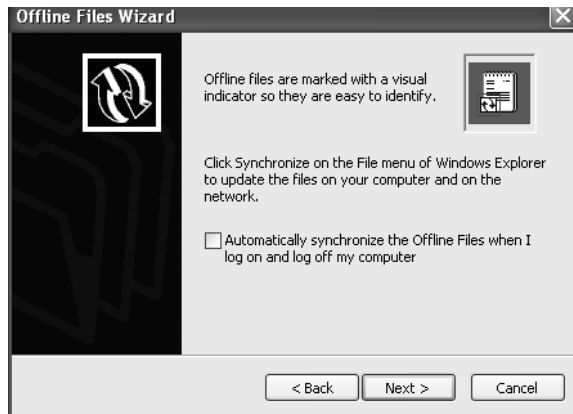 Offline Files Wizard
Offline files are marked with a visual
indicator so they are easy to identify.
Click Synchronize on the File menu of Windows Explorer
to update the files on your computer and on the
network.
Automatically synchronize the Offline Files when I
log on and log off my computer
< Back
Next >
Cancel